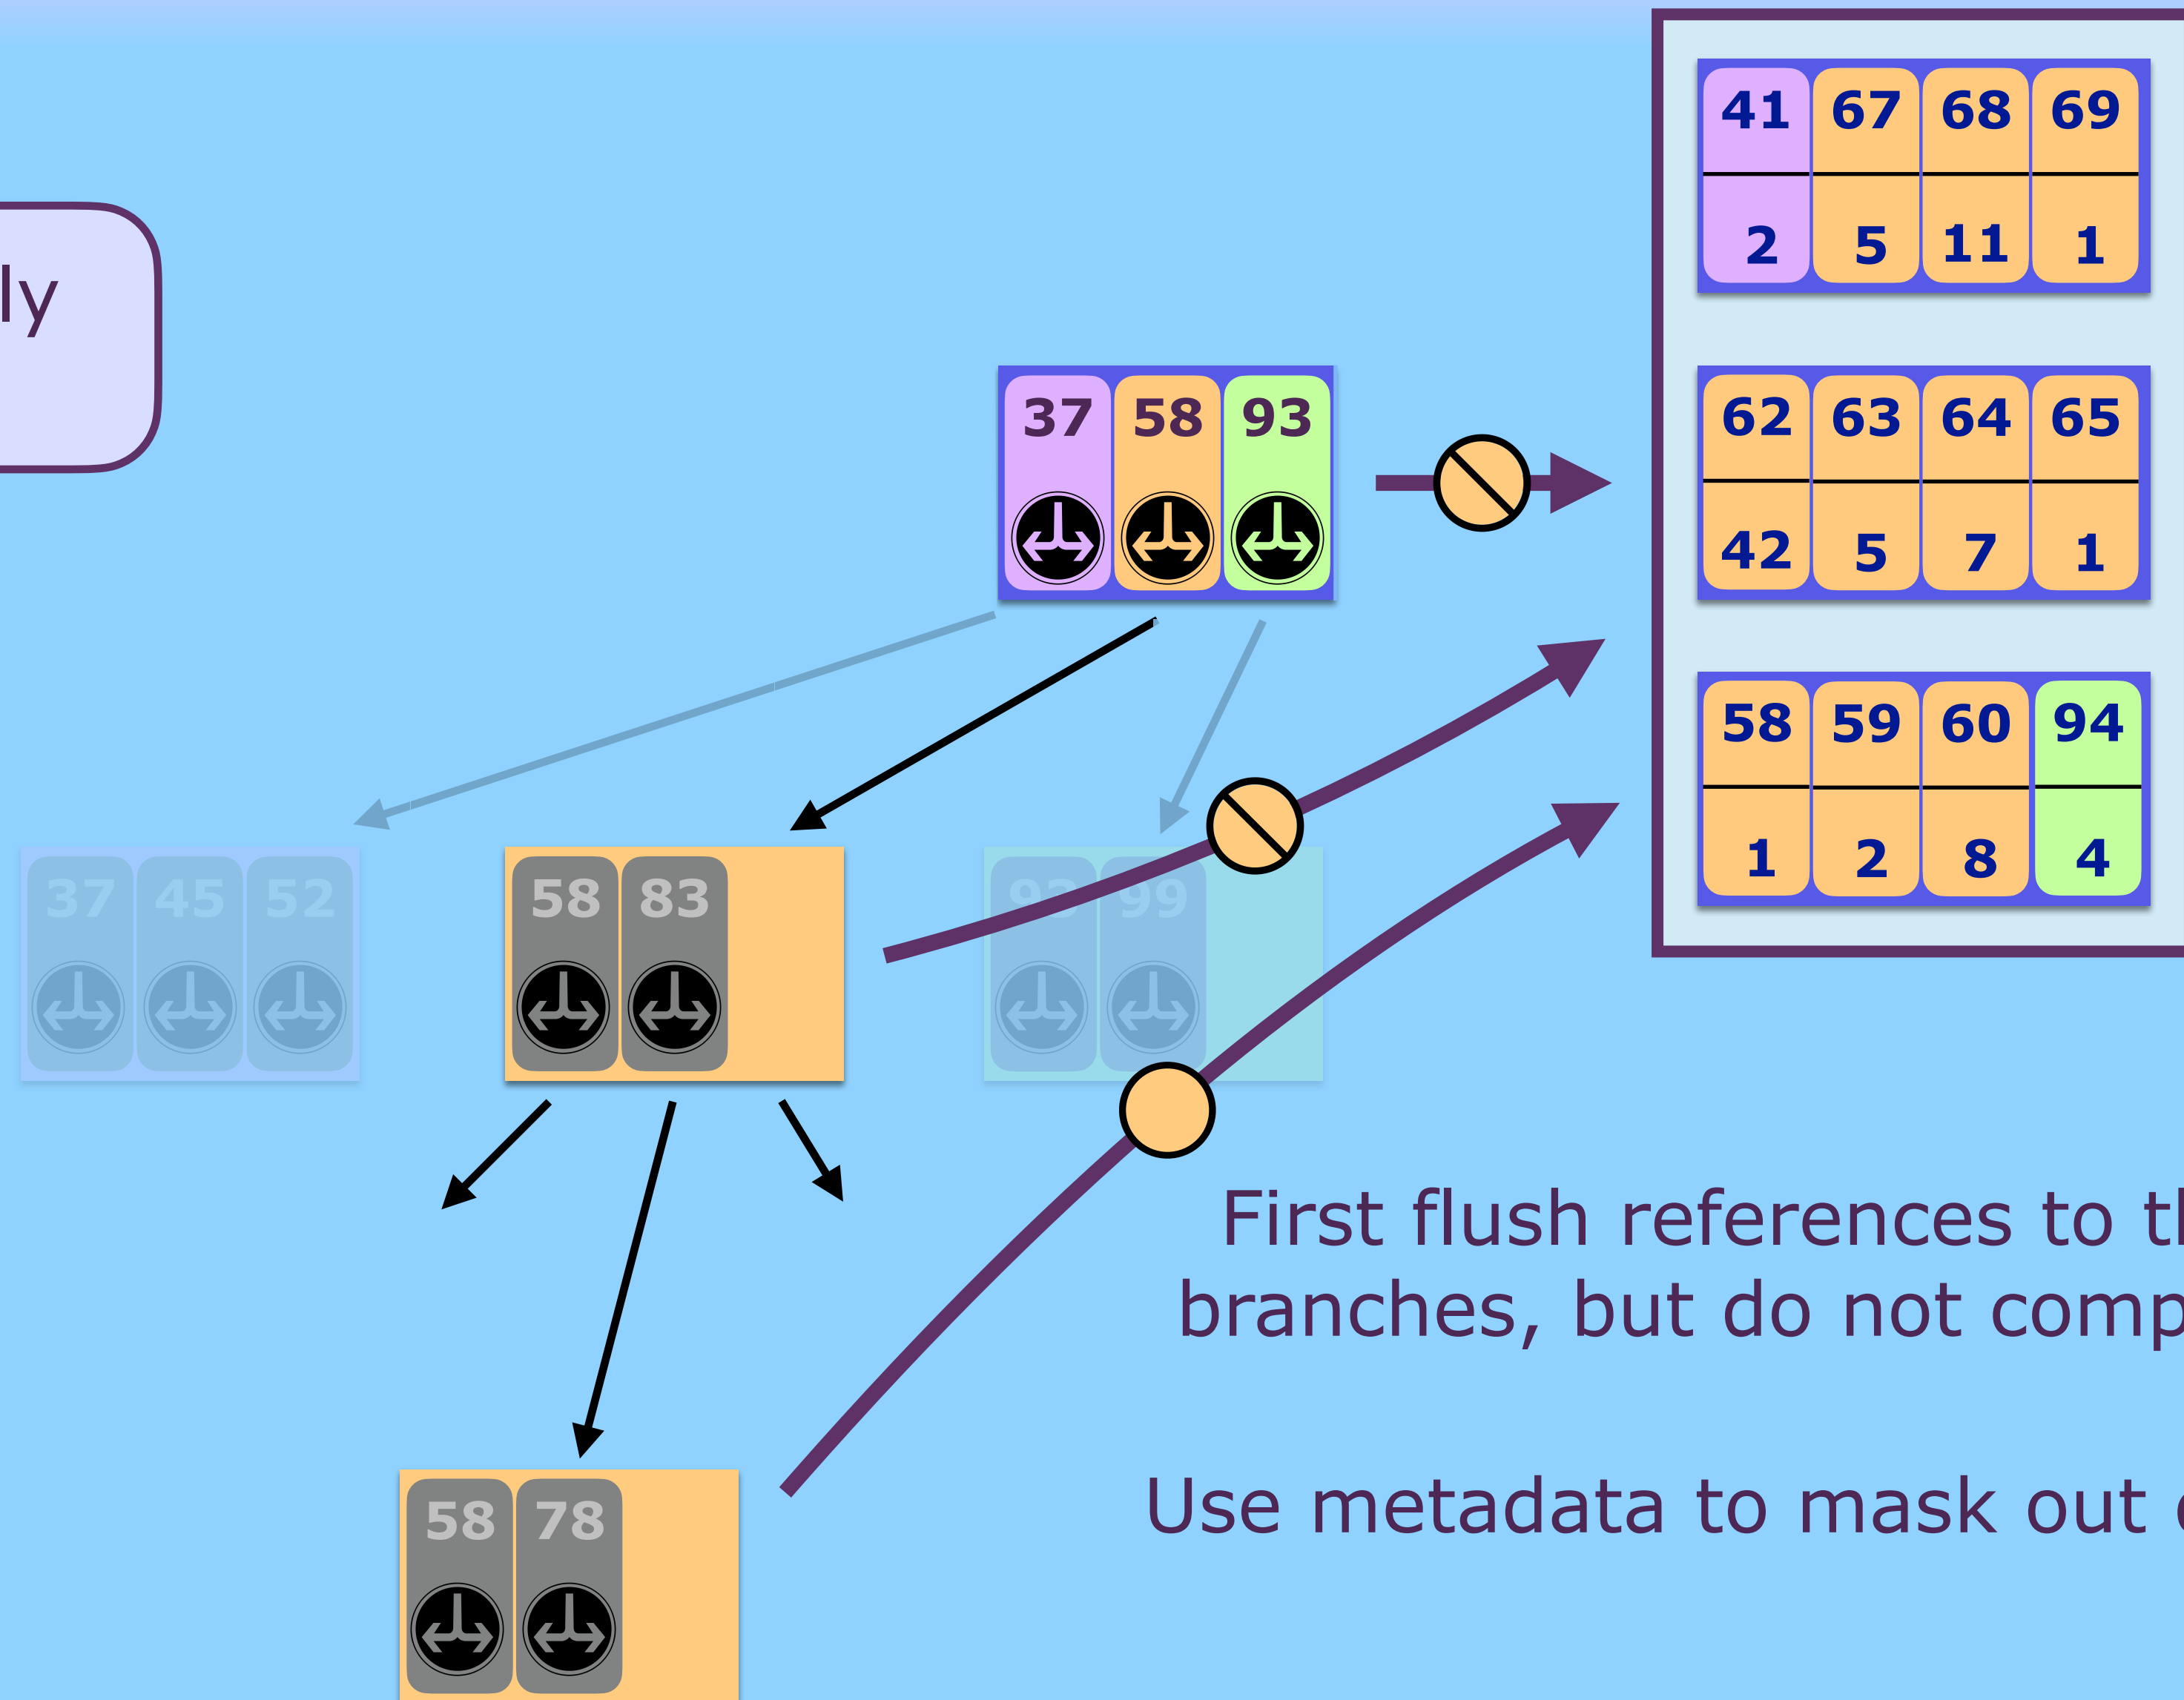 41 67 68 69
2 5 11 1
ly
37 58 93
62 63 64 65
42 5 7 1
58 59 60 94
1 2 8 4
37 45 52
58 83
93 99
First flush references to
branches, but do not
58 78
Use metadata to mask out